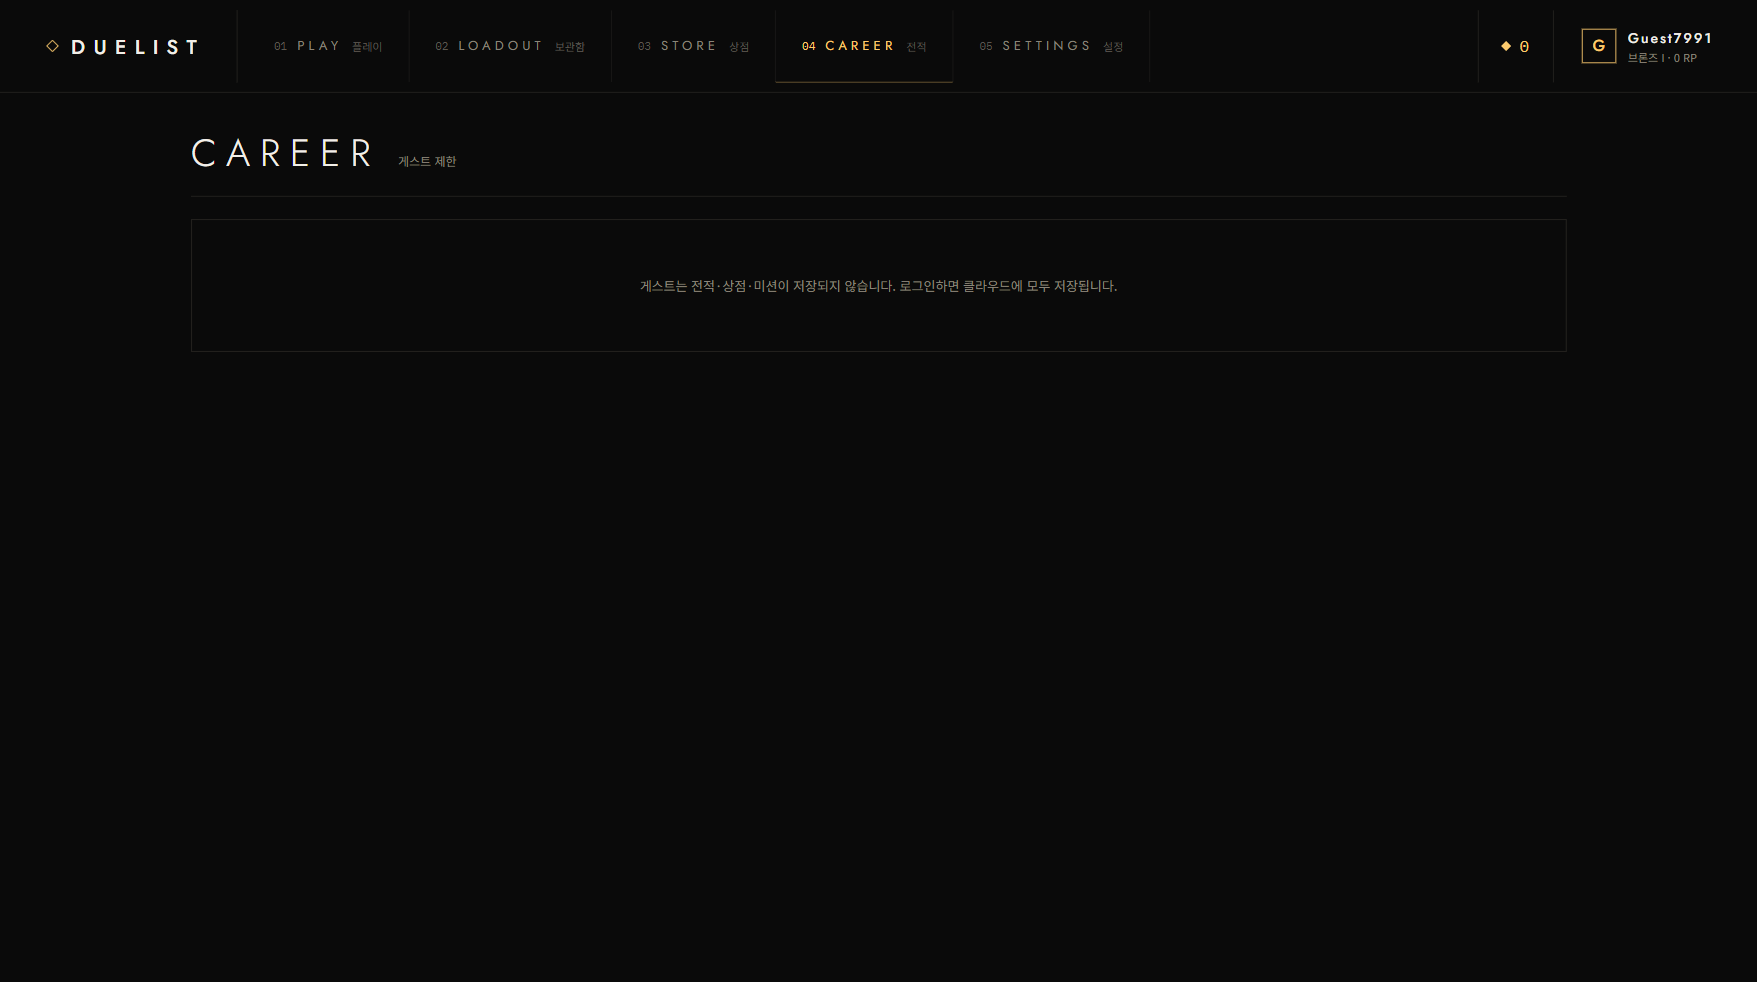 DUELIST
01 PLAY 플레이
02 LOADOUT 보관함
03 STORE 상점
04 CAREER 전적
05 SETTINGS 설정
0
G
Guest7991
브론즈 I · 0 RP
CAREER 게스트 제한
게스트는 전적·상점·미션이 저장되지 않습니다. 로그인하면 클라우드에 모두 저장됩니다.